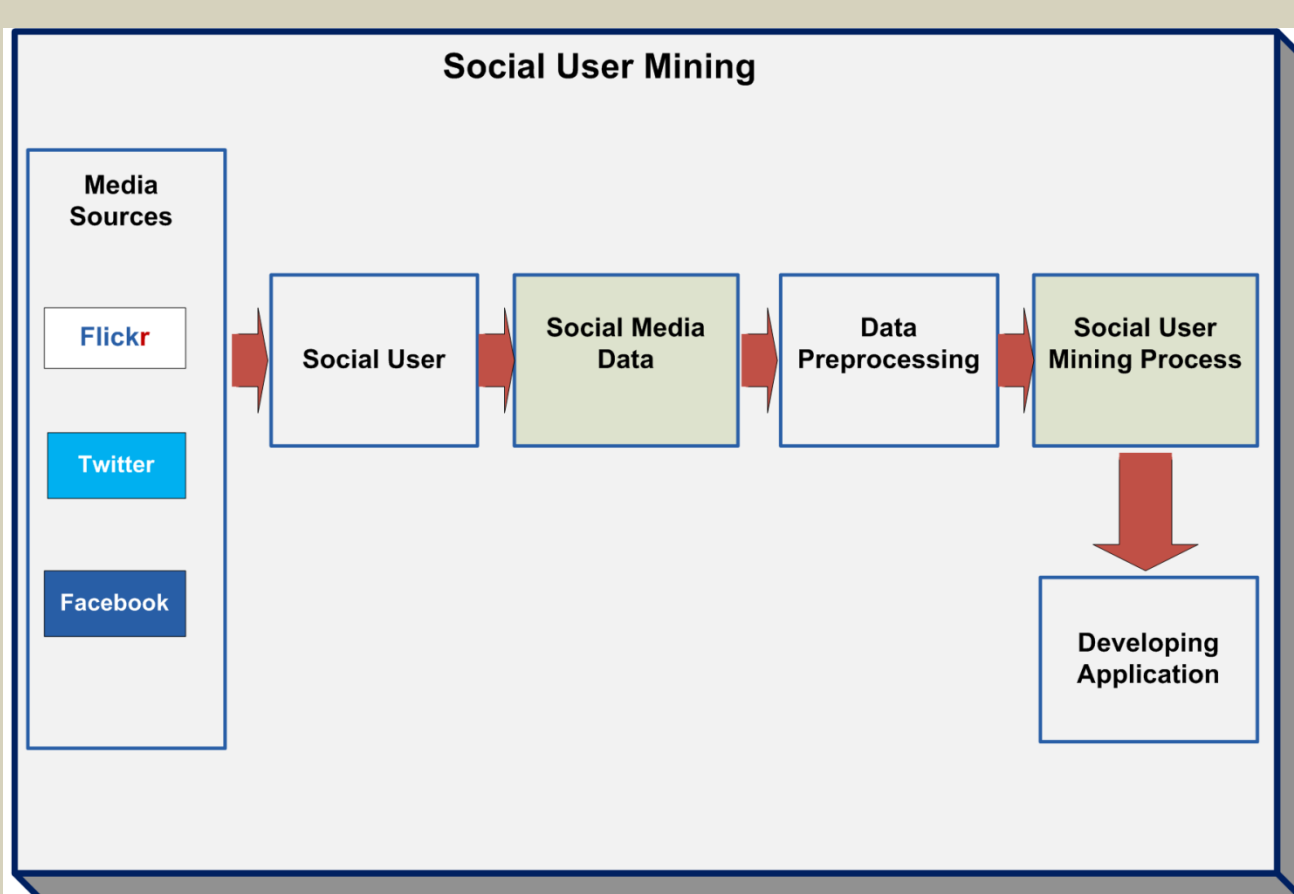 Social User Mining
Media
Sources
Flickr
Twitter
Facebook
Social User
Social Media
Data
Data
Preprocessing
Social User
Mining Process
Developing
Application